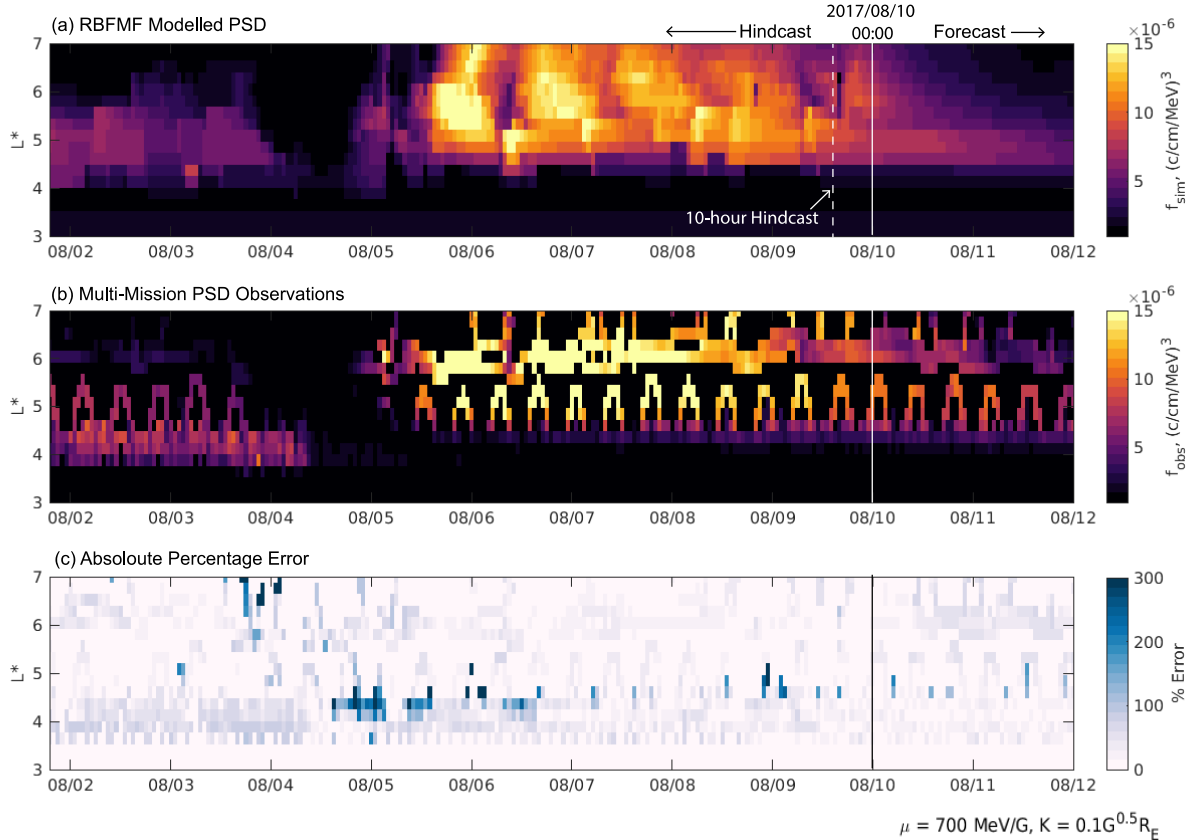 2017/08/10
(a) RBFMF Modelled PSD
Hindcast 00:00 Forecast
×10⁻⁶
7
6
5
4
3
L*
10-hour Hindcast
15
10
5
f_sim, (c/cm/MeV)³
08/02 08/03 08/04 08/05 08/06 08/07 08/08 08/09 08/10 08/11 08/12
(b) Multi-Mission PSD Observations
×10⁻⁶
7
6
5
4
3
L*
15
10
5
f_obs, (c/cm/MeV)³
08/02 08/03 08/04 08/05 08/06 08/07 08/08 08/09 08/10 08/11 08/12
(c) Absoloute Percentage Error
7
6
5
4
3
L*
300
200
100
0
% Error
08/02 08/03 08/04 08/05 08/06 08/07 08/08 08/09 08/10 08/11 08/12
μ = 700 MeV/G, K = 0.1G^0.5R_E